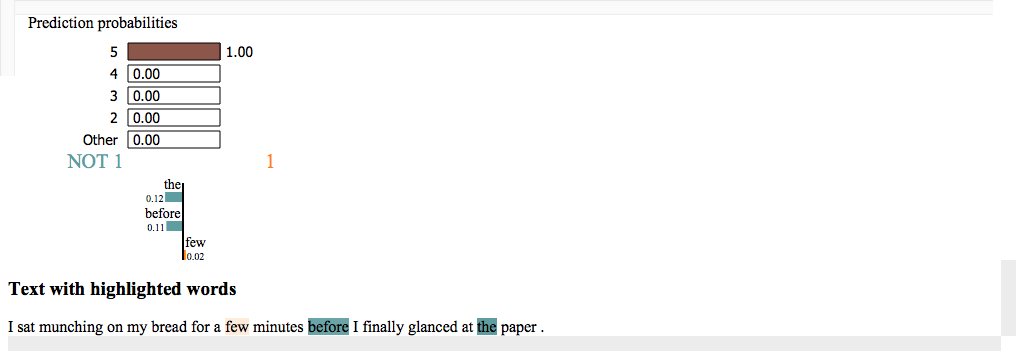 Prediction probabilities
5 1.00
4 0.00
3 0.00
2 0.00
Other 0.00
NOT 1 1
the
0.12
before
0.11
few
0.02
Text with highlighted words
I sat munching on my bread for a few minutes before I finally glanced at the paper .